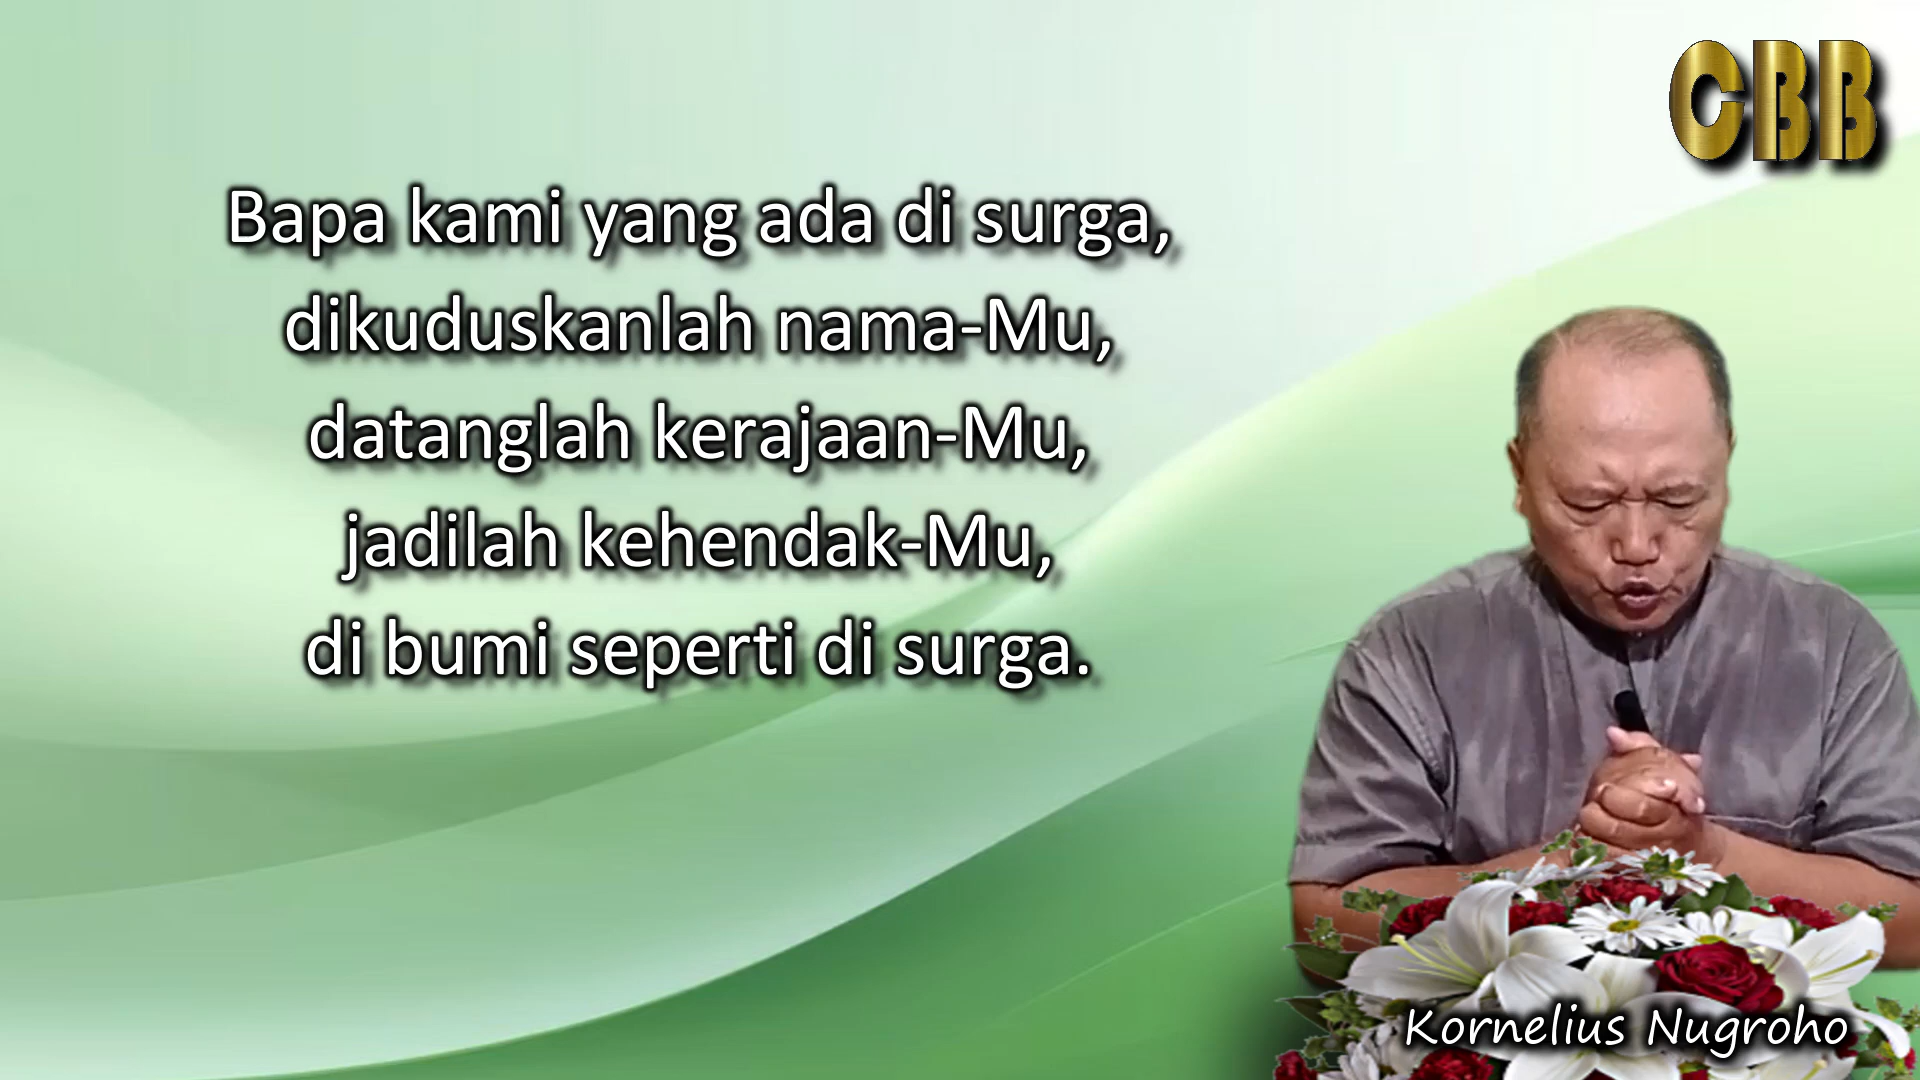 CBB
Bapa kami yang ada di surga,
dikuduskanlah nama-Mu,
datanglah kerajaan-Mu,
jadilah kehendak-Mu,
di bumi seperti di surga.
Kornelius Nugroho